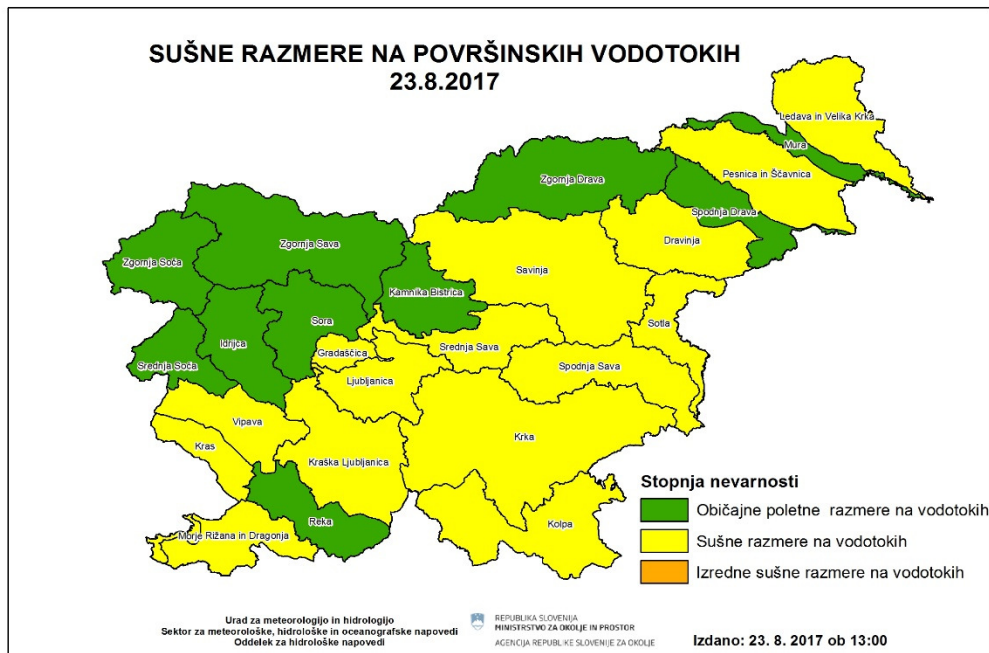 SUŠNE RAZMERE NA POVRŠINSKIH VODOTOKIH
23.8.2017
Ledava in Velika Krka
Mura
Pesnica in Ščavnica
Zgornja Drava
Spodnja Drava
Dravinja
Zgornja Sava
Zgornja Soča
Savinja
Kamnika Bistrica
Sora
Sotla
Idrijca
Srednja Sava
Gradaščica
Srednja Soča
Spodnja Sava
Ljubljanica
Vipava
Krka
Kras
Kraška Ljubljanica
Reka
Kolpa
Morje Rižana in Dragonja
Stopnja nevarnosti
Običajne poletne razmere na vodotokih
Sušne razmere na vodotokih
Izredne sušne razmere na vodotokih
Urad za meteorologijo in hidrologijo
Sektor za meteorološke, hidrološke in oceanografske napovedi
Oddelek za hidrološke napovedi
REPUBLIKA SLOVENIJA
MINISTRSTVO ZA OKOLJE IN PROSTOR
AGENCIJA REPUBLIKE SLOVENIJE ZA OKOLJE
Izdano: 23. 8. 2017 ob 13:00